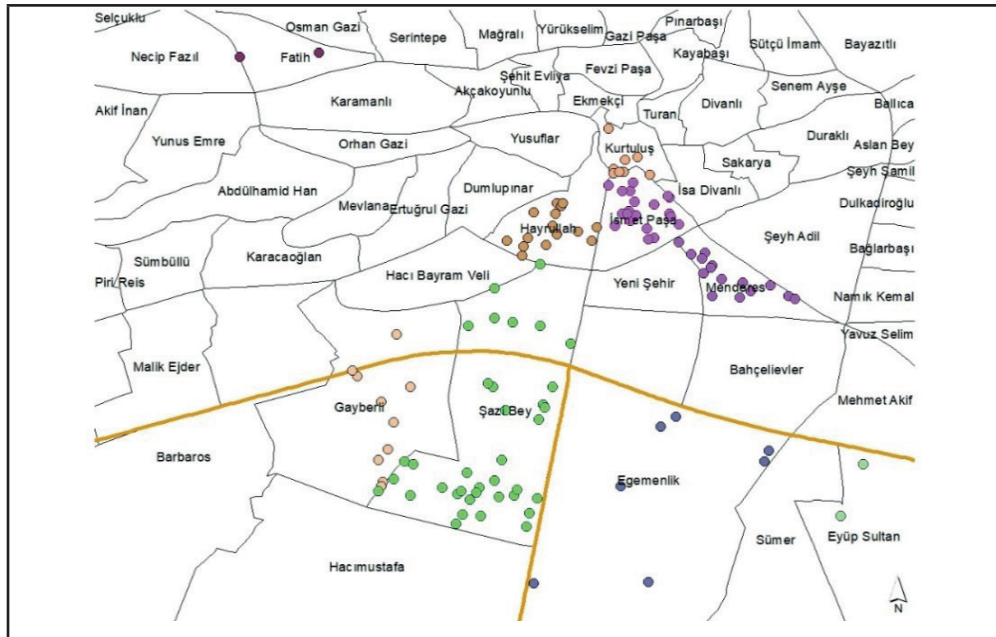 Selçuklu
Osman Gazi
Serintepe
Mağralı
Yürükselim
Gazi Paşa
Pınarbaşı
Sütçü İmam
Bayazıtlı
Necip Fazıl
Fatih
Şehit Evliya
Fevzi Paşa
Kayabaşı
Senem Ayşe
Akif İnan
Karamanlı
Akçakoyunlu
Ekmekçi
Turan
Divanlı
Ballıca
Yunus Emre
Orhan Gazi
Yusuflar
Kurtuluş
Duraklı
Aslan Bey
Sakarya
Şeyh Şamil
Abdülhamid Han
Mevlana
Ertuğrul Gazi
Dumlupınar
İsa Divanlı
Dulkadiroğlu
Hayrullah
İsmet Paşa
Şeyh Adil
Sümbüllü
Karacaoğlan
Bağlarbaşı
Piri Reis
Hacı Bayram Veli
Yeni Şehir
Menderes
Namık Kemal
Yavuz Selim
Malik Ejder
Bahçelievler
Gayberli
Şazi Bey
Mehmet Akif
Barbaros
Egemenlik
Sümer
Eyüp Sultan
Hacımustafa
N